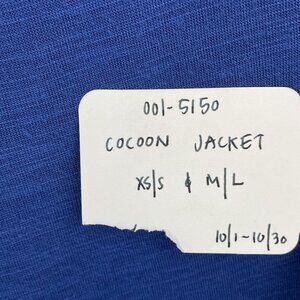 001-5150
COCOON JACKET
XS/S & M/L
10/1-10/30